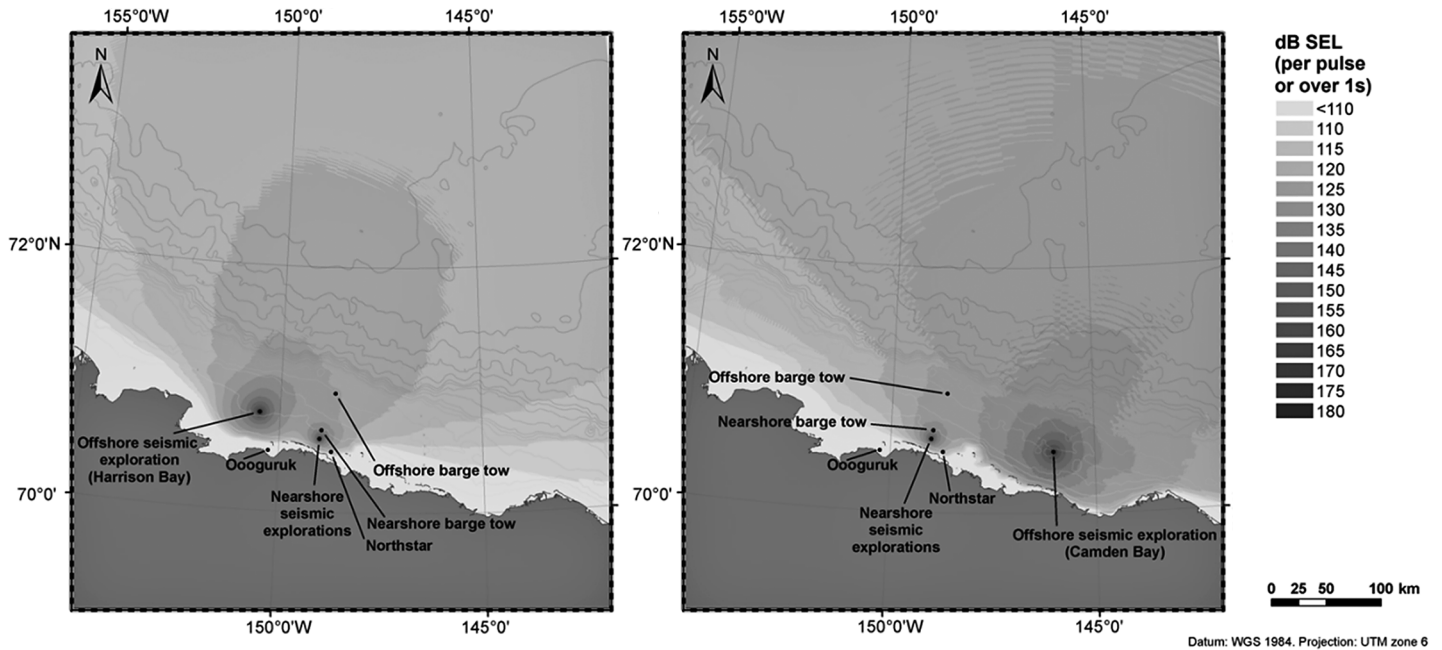 155°0'W
150°0'W
145°0'W
N
72°0'N
Offshore seismic
exploration
(Harrison Bay)
Oooguruk
Offshore barge tow
Nearshore
seismic
explorations
Nearshore barge tow
Northstar
70°0'
150°0'W
145°0'
155°0'W
150°0'W
145°0'W
N
72°0'N
Offshore barge tow
Nearshore barge tow
Oooguruk
Northstar
Nearshore
seismic
explorations
Offshore seismic exploration
(Camden Bay)
70°0'
150°0'W
145°0'
dB SEL
(per pulse
or over 1s)
<110
110
115
120
125
130
135
140
145
150
155
160
165
170
175
180
0 25 50 100 km
Datum: WGS 1984. Projection: UTM zone 6